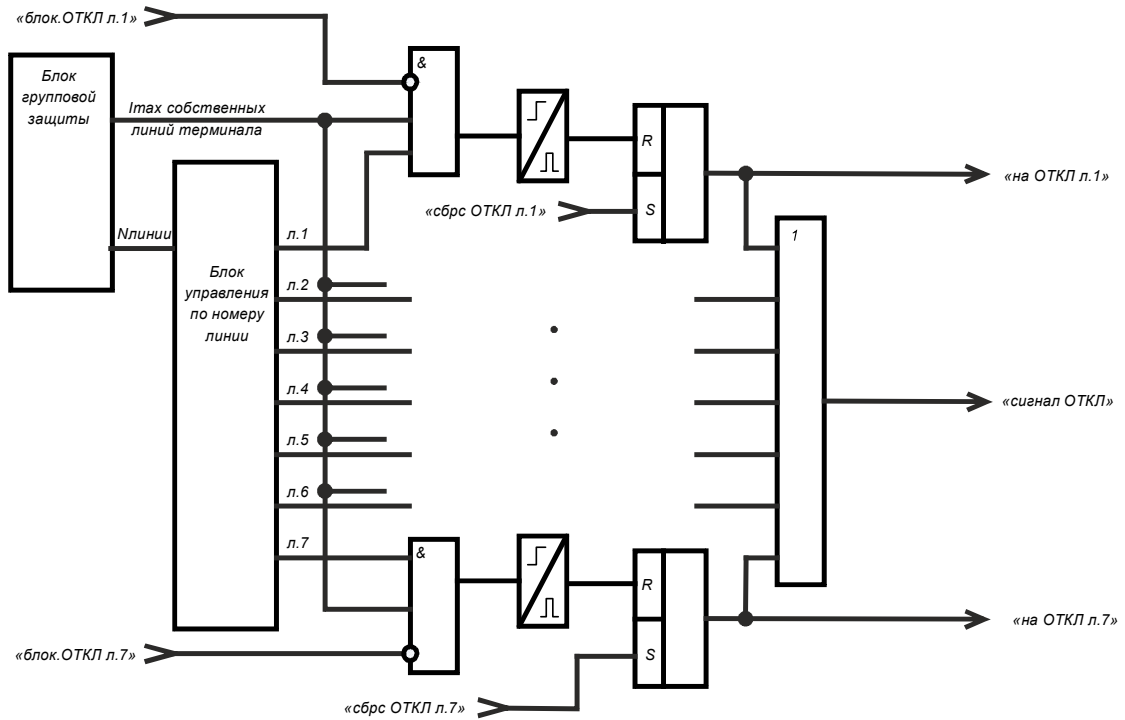 «блок.ОТКЛ л.1»
Блок
групповой
защиты
Imax собственных
линий терминала
&
R
S
«на ОТКЛ л.1»
«сбрс ОТКЛ л.1»
Nлинии
Блок
управления
по номеру
линии
л.1
1
л.2
л.3
л.4
«сигнал ОТКЛ»
л.5
л.6
л.7
&
R
S
«на ОТКЛ л.7»
«блок.ОТКЛ л.7»
«сбрс ОТКЛ л.7»